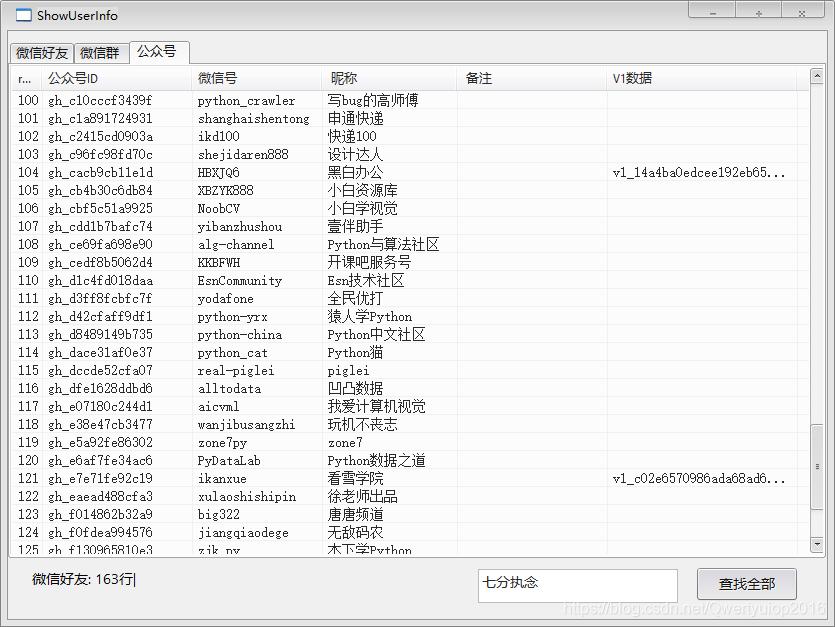 ShowUserInfo
微信好友 微信群 公众号
r... 公众号ID 微信号 昵称 备注 V1数据
100 gh_c10cccf3439f python_crawler 写bug的高师傅
101 gh_c1a891724931 shanghaishentong 申通快递
102 gh_c2415cd0903a ikd100 快递100
103 gh_c96fc98fd70c shejidaren888 设计达人
104 gh_cacb9cb11e1d HBXJQ6 黑白办公 v1_14a4ba0edcee192eb65...
105 gh_cb4b30c6db84 XBZYK888 小白资源库
106 gh_cbf5c51a9925 NoobCV 小白学视觉
107 gh_cdd1b7bafc74 yibanzhushou 壹伴助手
108 gh_ce69fa698e90 alg-channel Python与算法社区
109 gh_cedf8b5062d4 KKBFWH 开课吧服务号
110 gh_d1c4fd018daa EsnCommunity Esn技术社区
111 gh_d3ff8fcbfc7f yodafone 全民优打
112 gh_d42cfaff9df1 python-yrx 猿人学Python
113 gh_d8489149b735 python-china Python中文社区
114 gh_dace31af0e37 python_cat Python猫
115 gh_dccde52cfa07 real-piglei piglei
116 gh_dfe1628ddbd6 alltodata 凹凸数据
117 gh_e07180c244d1 aicvml 我爱计算机视觉
118 gh_e38e47cb3477 wanjibusangzhi 玩机不丧志
119 gh_e5a92fe86302 zone7py zone7
120 gh_e6af7fe34ac6 PyDataLab Python数据之道
121 gh_e7e71fe92c19 ikanxue 看雪学院 v1_c02e6570986ada68ad6...
122 gh_eaead488cfa3 xulaoshishipin 徐老师出品
123 gh_f014862b32a9 big322 唐唐频道
124 gh_f0fdea994576 jiangqiaodege 无敌码农
125 gh_f130965810e3 zjk_py 木下学Python
微信好友: 163行
七分执念 查找全部
https://blog.csdn.net/Qwertyuiop2016